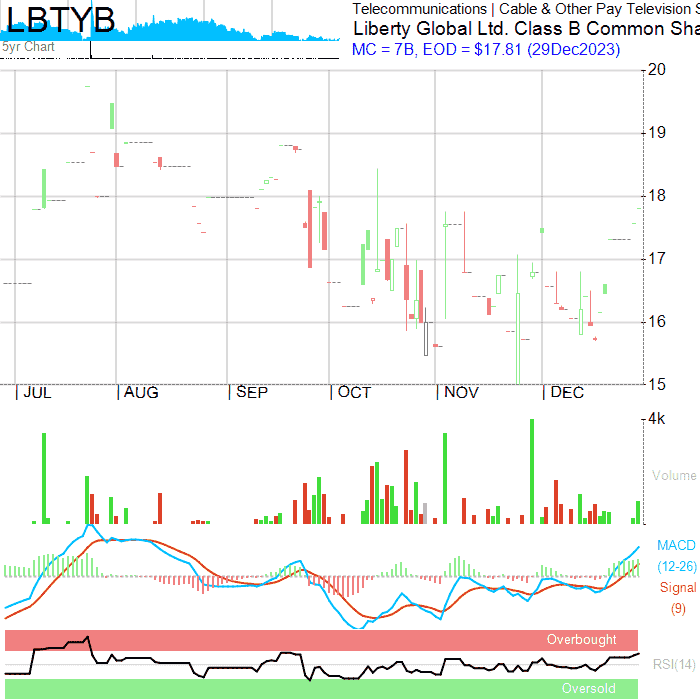 LBTYB
5yr Chart
Telecommunications | Cable & Other Pay Television S
Liberty Global Ltd. Class B Common Sha
MC = 7B, EOD = $17.81 (29Dec2023)
20
19
18
17
16
15
| JUL | AUG | SEP | OCT | NOV | DEC
4k
Volume
MACD
(12-26)
Signal
(9)
Overbought
RSI(14)
Oversold